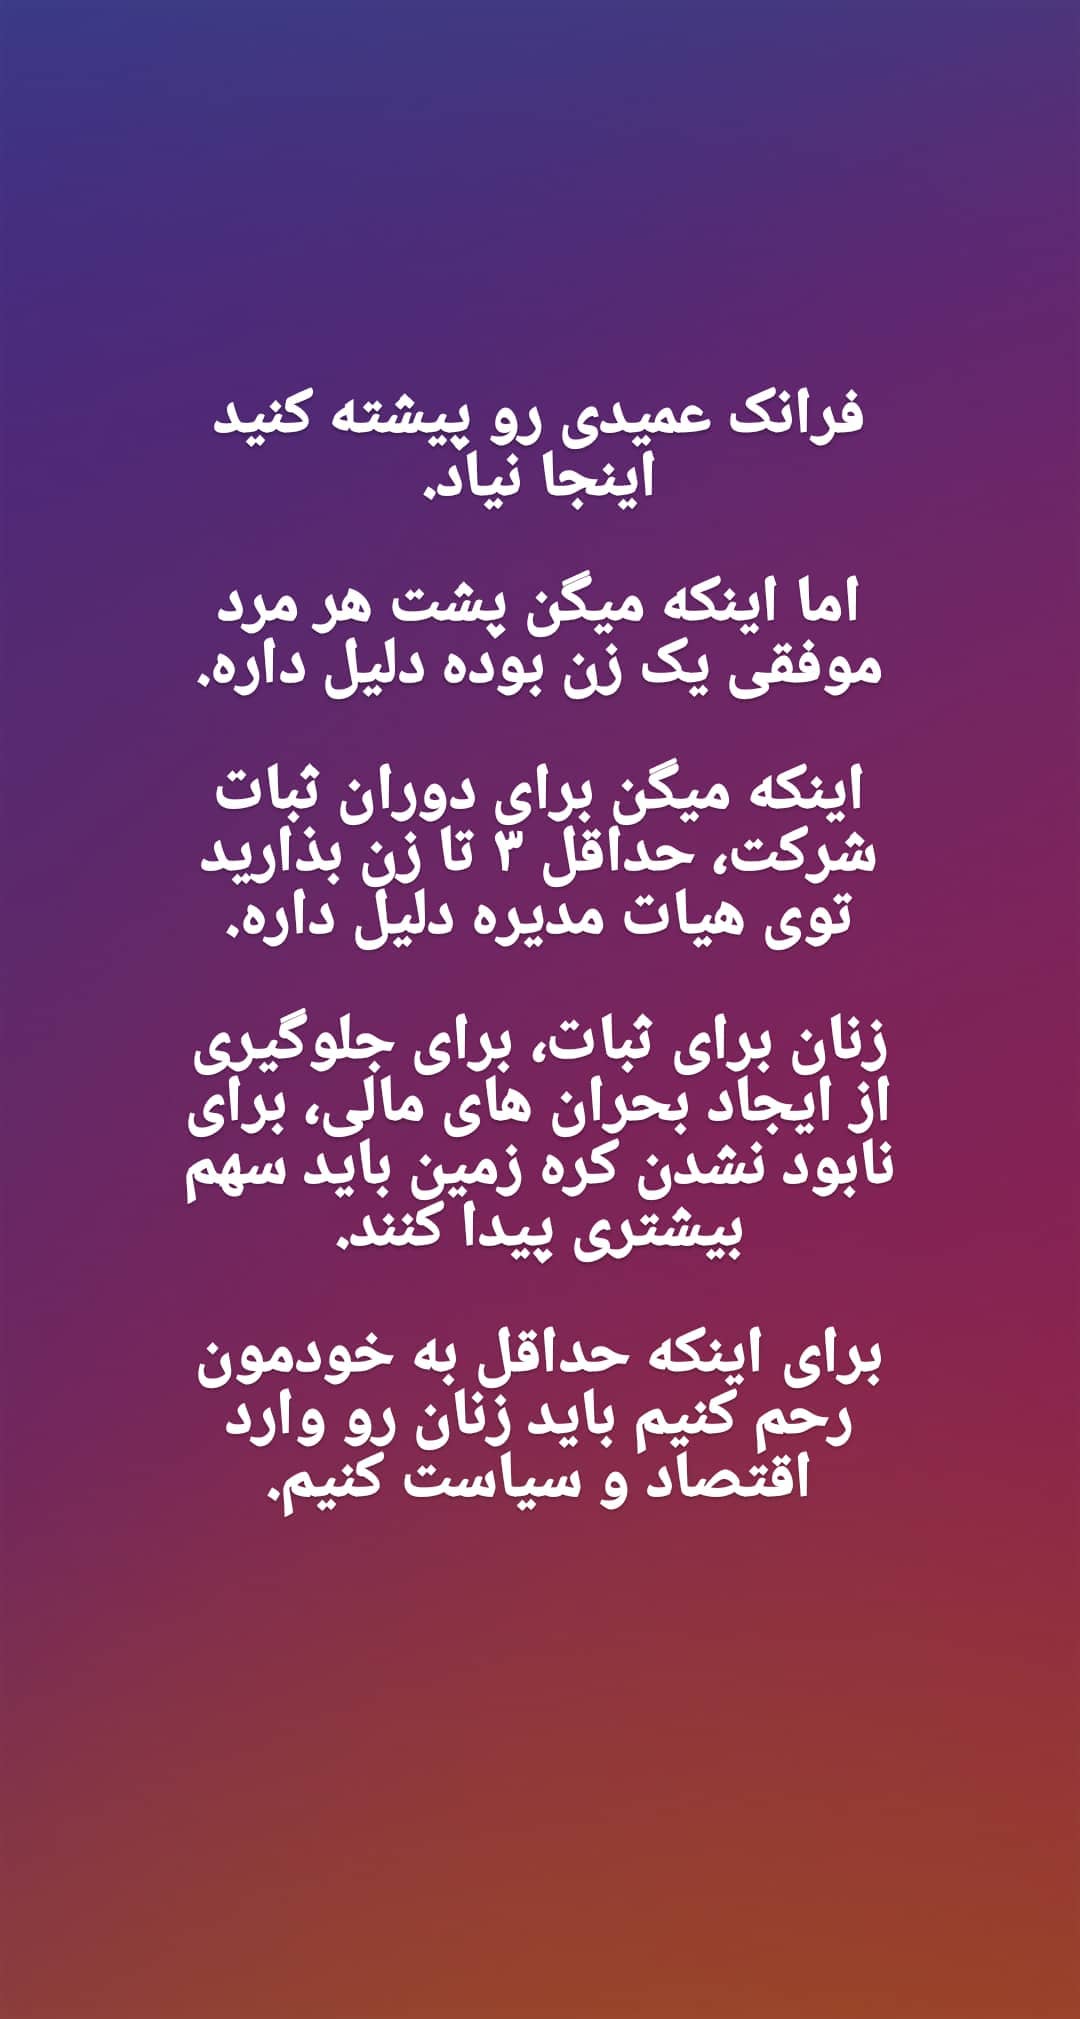 فرانک عمیدی رو پیشته کنید
اینجا نیاد.
اما اینکه میگن پشت هر مرد
موفقی یک زن بوده دلیل داره.
اینکه میگن برای دوران ثبات
شرکت، حداقل ۳ تا زن بذارید
توی هیات مدیره دلیل داره.
زنان برای ثبات، برای جلوگیری
از ایجاد بحران های مالی، برای
نابود نشدن کره زمین باید سهم
بیشتری پیدا کنند.
برای اینکه حداقل به خودمون
رحم کنیم باید زنان رو وارد
اقتصاد و سیاست کنیم.